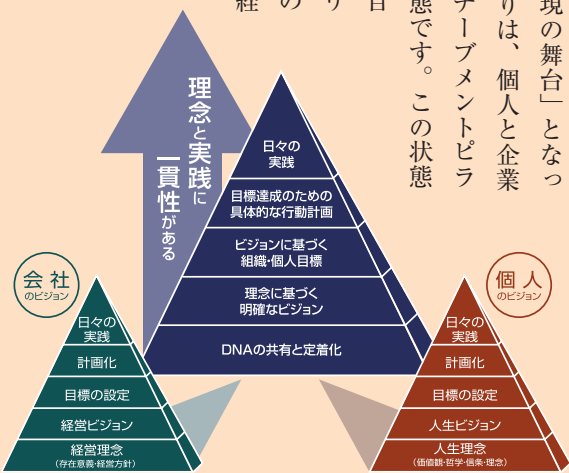 現の舞台」となっ
りは、個人と企業
ナーブメントピラ
態です。この状態
目
リ
の
経
理念と実践に
一貫性がある
日々の
実践
目標達成のための
具体的な行動計画
ビジョンに基づく
組織・個人目標
理念に基づく
明確なビジョン
DNAの共有と定着化
会社
のビジョン
日々の
実践
計画化
目標の設定
経営ビジョン
経営理念
(存在意義・経営方針)
個人
のビジョン
日々の
実践
計画化
目標の設定
人生ビジョン
人生理念
(価値観・哲学・信条・理念)